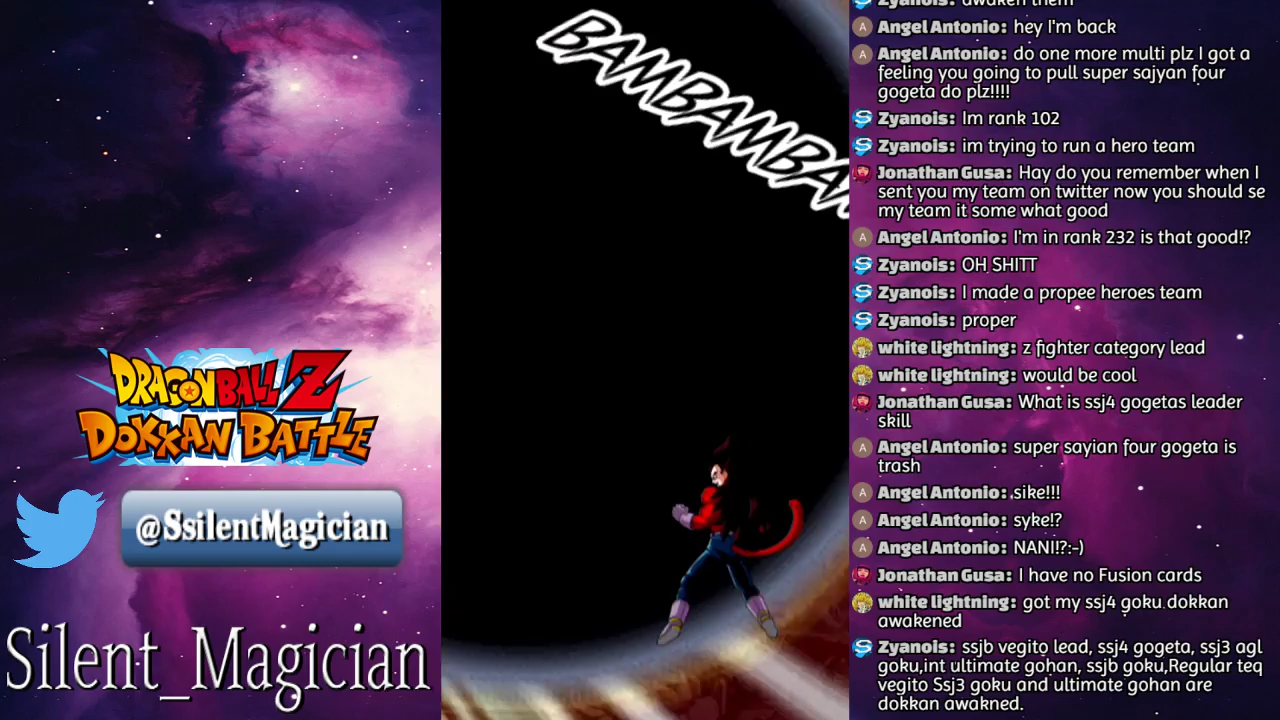 BAMBAMBAM
DRAGON BALL Z
DOKKAN BATTLE
@SsilentMagician
Silent_Magician
Zyanois: awaken them
Angel Antonio: hey I'm back
Angel Antonio: do one more multi plz I got a
feeling you going to pull super sajyan four
gogeta do plz!!!!
Zyanois: Im rank 102
Zyanois: im trying to run a hero team
Jonathan Gusa: Hay do you remember when I
sent you my team on twitter now you should se
my team it some what good
Angel Antonio: I'm in rank 232 is that good!?
Zyanois: OH SHITT
Zyanois: I made a propee heroes team
Zyanois: proper
white lightning: z fighter category lead
white lightning: would be cool
Jonathan Gusa: What is ssj4 gogetas leader
skill
Angel Antonio: super sayian four gogeta is
trash
Angel Antonio: sike!!!
Angel Antonio: syke!?
Angel Antonio: NANI!?:-)
Jonathan Gusa: I have no Fusion cards
white lightning: got my ssj4 goku dokkan
awakened
Zyanois: ssjb vegito lead, ssj4 gogeta, ssj3 agl
goku,int ultimate gohan, ssjb goku,Regular teq
vegito Ssj3 goku and ultimate gohan are
dokkan awakned.